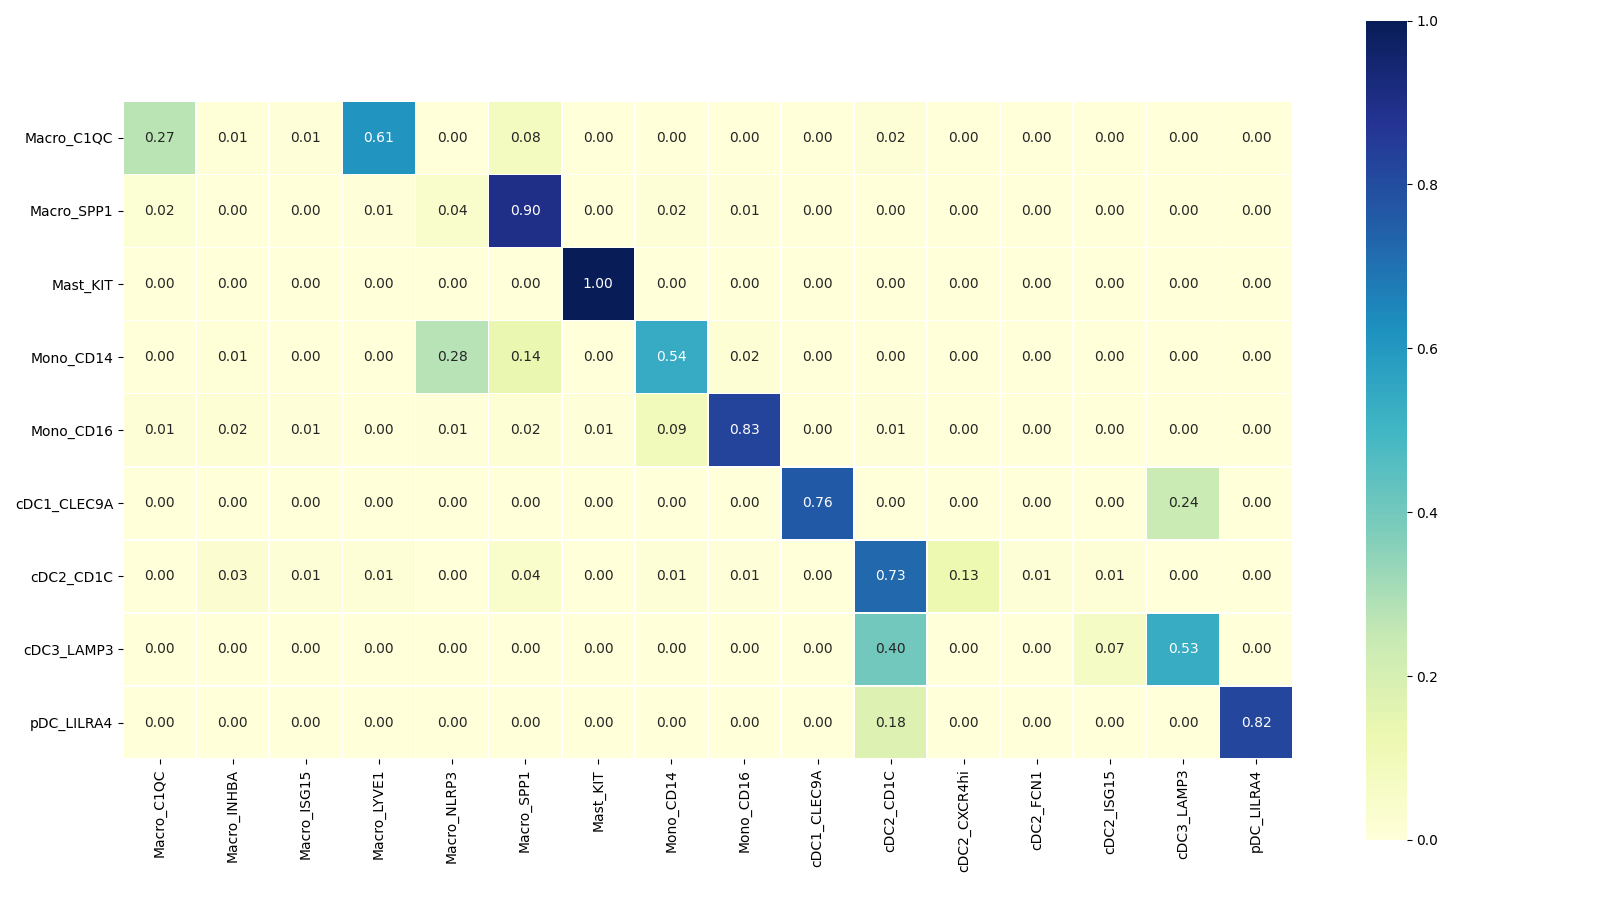 1.0
Macro_C1QC 0.27 0.01 0.01 0.61 0.00 0.08 0.00 0.00 0.00 0.00 0.02 0.00 0.00 0.00 0.00 0.00
0.8
Macro_SPP1 0.02 0.00 0.00 0.01 0.04 0.90 0.00 0.02 0.01 0.00 0.00 0.00 0.00 0.00 0.00 0.00
Mast_KIT 0.00 0.00 0.00 0.00 0.00 0.00 1.00 0.00 0.00 0.00 0.00 0.00 0.00 0.00 0.00 0.00
0.6
Mono_CD14 0.00 0.01 0.00 0.00 0.28 0.14 0.00 0.54 0.02 0.00 0.00 0.00 0.00 0.00 0.00 0.00
Mono_CD16 0.01 0.02 0.01 0.00 0.01 0.02 0.01 0.09 0.83 0.00 0.01 0.00 0.00 0.00 0.00 0.00
cDC1_CLEC9A 0.00 0.00 0.00 0.00 0.00 0.00 0.00 0.00 0.00 0.76 0.00 0.00 0.00 0.00 0.24 0.00
0.4
cDC2_CD1C 0.00 0.03 0.01 0.01 0.00 0.04 0.00 0.01 0.01 0.00 0.73 0.13 0.01 0.01 0.00 0.00
cDC3_LAMP3 0.00 0.00 0.00 0.00 0.00 0.00 0.00 0.00 0.00 0.00 0.40 0.00 0.00 0.07 0.53 0.00
0.2
pDC_LILRA4 0.00 0.00 0.00 0.00 0.00 0.00 0.00 0.00 0.00 0.00 0.18 0.00 0.00 0.00 0.00 0.82
0.0
Macro_C1QC
Macro_INHBA
Macro_ISG15
Macro_LYVE1
Macro_NLRP3
Macro_SPP1
Mast_KIT
Mono_CD14
Mono_CD16
cDC1_CLEC9A
cDC2_CD1C
cDC2_CXCR4hi
cDC2_FCN1
cDC2_ISG15
cDC3_LAMP3
pDC_LILRA4